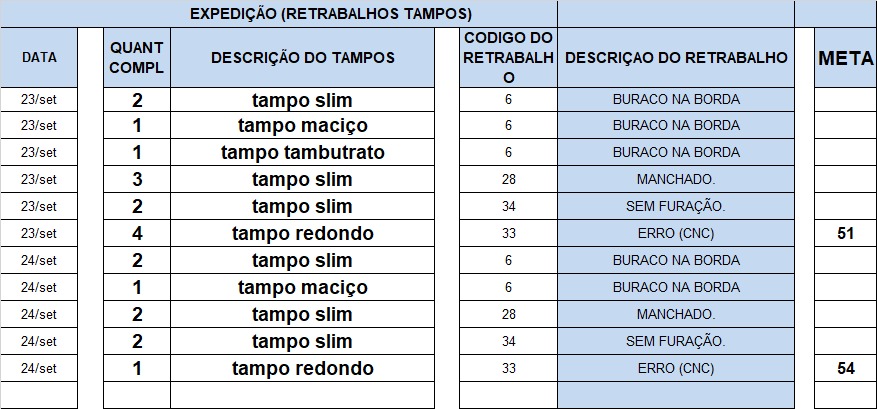 EXPEDIÇÃO (RETRABALHOS TAMPOS)
DATA QUANT COMPL DESCRIÇÃO DO TAMPOS CODIGO DO RETRABALHO DESCRIÇAO DO RETRABALHO META
23/set 2 tampo slim 6 BURACO NA BORDA
23/set 1 tampo maciço 6 BURACO NA BORDA
23/set 1 tampo tambutrato 6 BURACO NA BORDA
23/set 3 tampo slim 28 MANCHADO.
23/set 2 tampo slim 34 SEM FURAÇÃO.
23/set 4 tampo redondo 33 ERRO (CNC) 51
24/set 2 tampo slim 6 BURACO NA BORDA
24/set 1 tampo maciço 6 BURACO NA BORDA
24/set 2 tampo slim 28 MANCHADO.
24/set 2 tampo slim 34 SEM FURAÇÃO.
24/set 1 tampo redondo 33 ERRO (CNC) 54